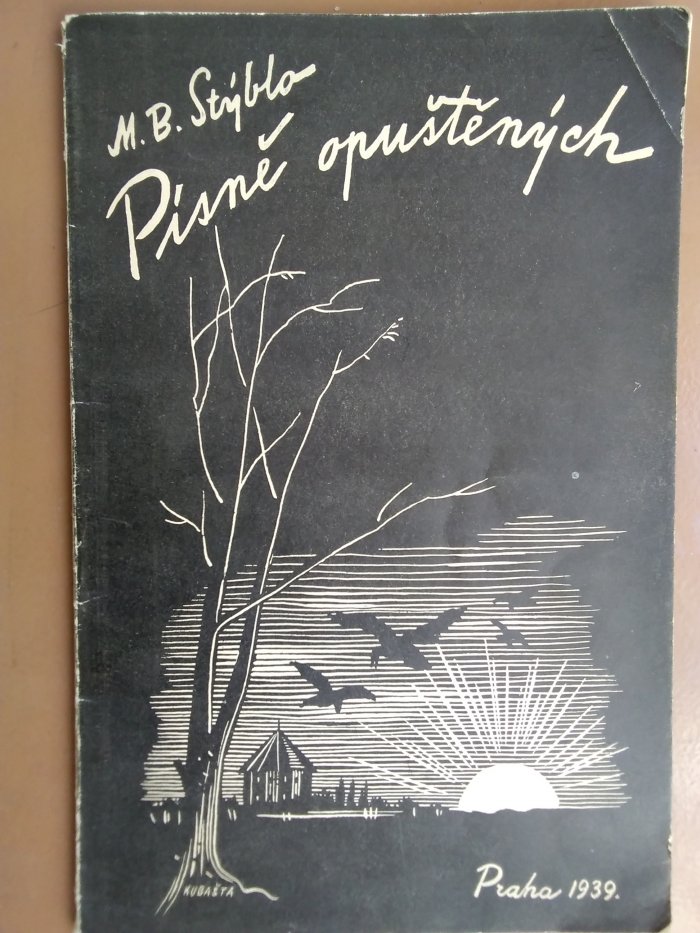 M. B. Stýblo
Písně opuštěných
KUBAŠTA
Praha 1939.